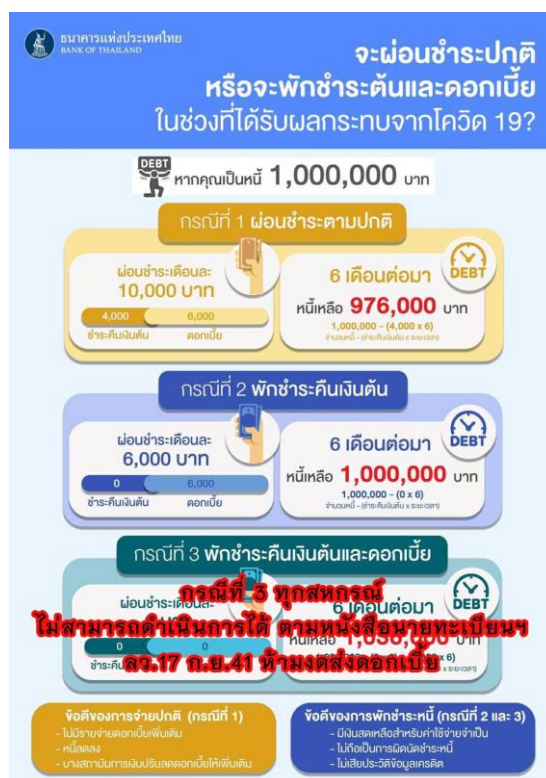 ธนาคารแห่งประเทศไทย
BANK OF THAILAND
จะผ่อนชำระปกติ
หรือจะพักชำระต้นและดอกเบี้ย
ในช่วงที่ได้รับผลกระทบจากโควิด 19?
DEBT
หากคุณเป็นหนี้ 1,000,000 บาท
กรณีที่ 1 ผ่อนชำระตามปกติ
ผ่อนชำระเดือนละ
10,000 บาท
4,000 6,000
ชำระคืนเงินต้น ดอกเบี้ย
DEBT
6 เดือนต่อมา
หนี้เหลือ 976,000 บาท
1,000,000 - (4,000 x 6)
จำนวนหนี้ - (ชำระคืนเงินต้น x ระยะเวลา)
กรณีที่ 2 พักชำระคืนเงินต้น
ผ่อนชำระเดือนละ
6,000 บาท
0 6,000
ชำระคืนเงินต้น ดอกเบี้ย
DEBT
6 เดือนต่อมา
หนี้เหลือ 1,000,000 บาท
1,000,000 - (0 x 6)
จำนวนหนี้ - (ชำระคืนเงินต้น x ระยะเวลา)
กรณีที่ 3 พักชำระคืนเงินต้นและดอกเบี้ย
กรณีที่ 3 ทุกสหกรณ์
ไม่สามารถดำเนินการได้ ตามหนังสือนายทะเบียนฯ
ลว.17 ก.ย.41 ห้ามงดส่งดอกเบี้ย
ผ่อนชำระเดือนละ
0 0
ชำระคืน
6 เดือนต่อมา
DEBT
หนี้เหลือ
บาท
ข้อดีของการจ่ายปกติ (กรณีที่ 1)
- ไม่มีรายจ่ายดอกเบี้ยเพิ่มเติม
- หนี้ลดลง
- บางสถาบันการเงินปรับลดดอกเบี้ยให้เพิ่มเติม
ข้อดีของการพักชำระหนี้ (กรณีที่ 2 และ 3)
- มีเงินสดเหลือสำหรับค่าใช้จ่ายจำเป็น
- ไม่ถือเป็นการผิดนัดชำระหนี้
- ไม่เสียประวัติข้อมูลเครดิต